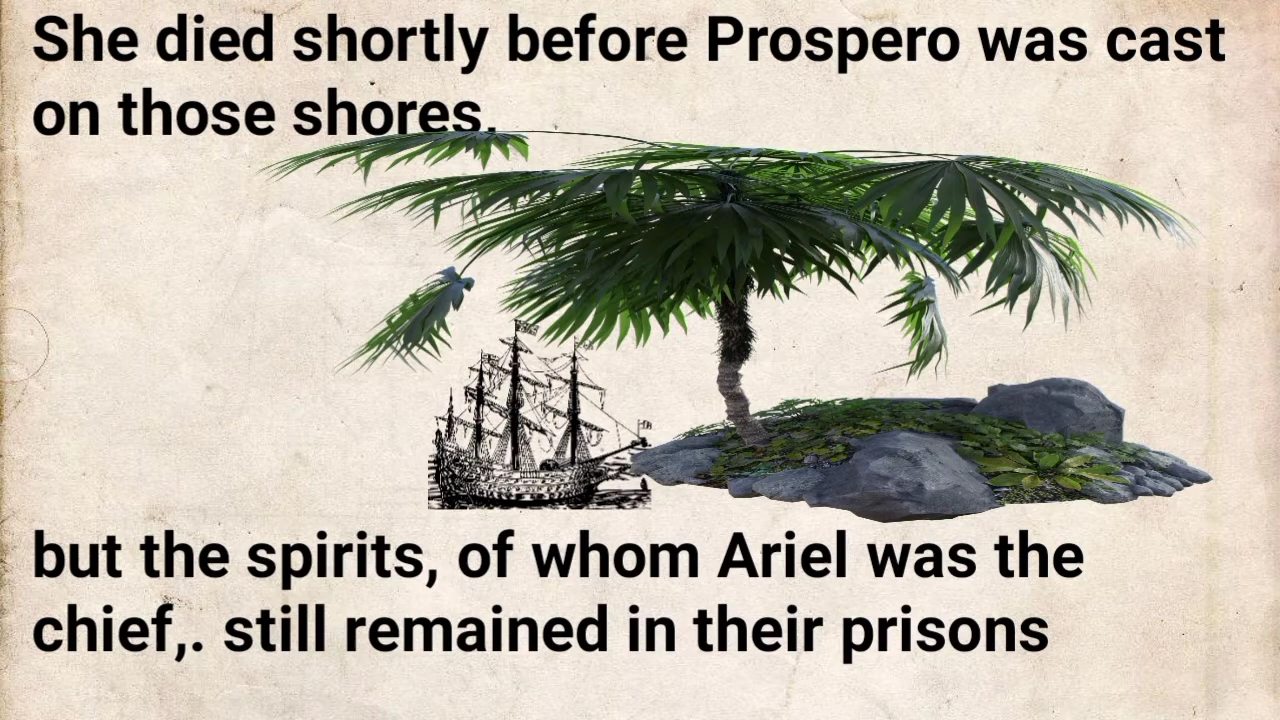 She died shortly before Prospero was cast
on those shores.
but the spirits, of whom Ariel was the
chief,. still remained in their prisons